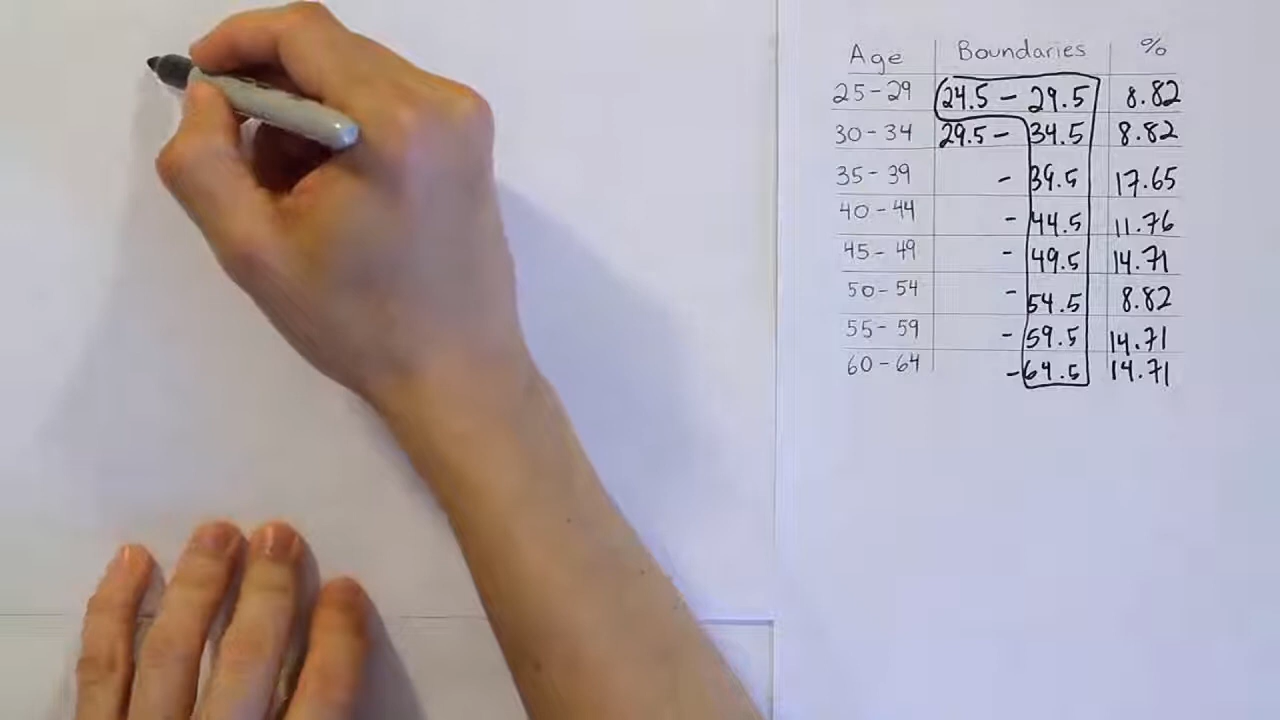 Age Boundaries %
25-29 24.5 - 29.5 8.82
30-34 29.5 - 34.5 8.82
35-39 - 39.5 17.65
40-44 - 44.5 11.76
45-49 - 49.5 14.71
50-54 - 54.5 8.82
55-59 - 59.5 14.71
60-64 - 64.5 14.71